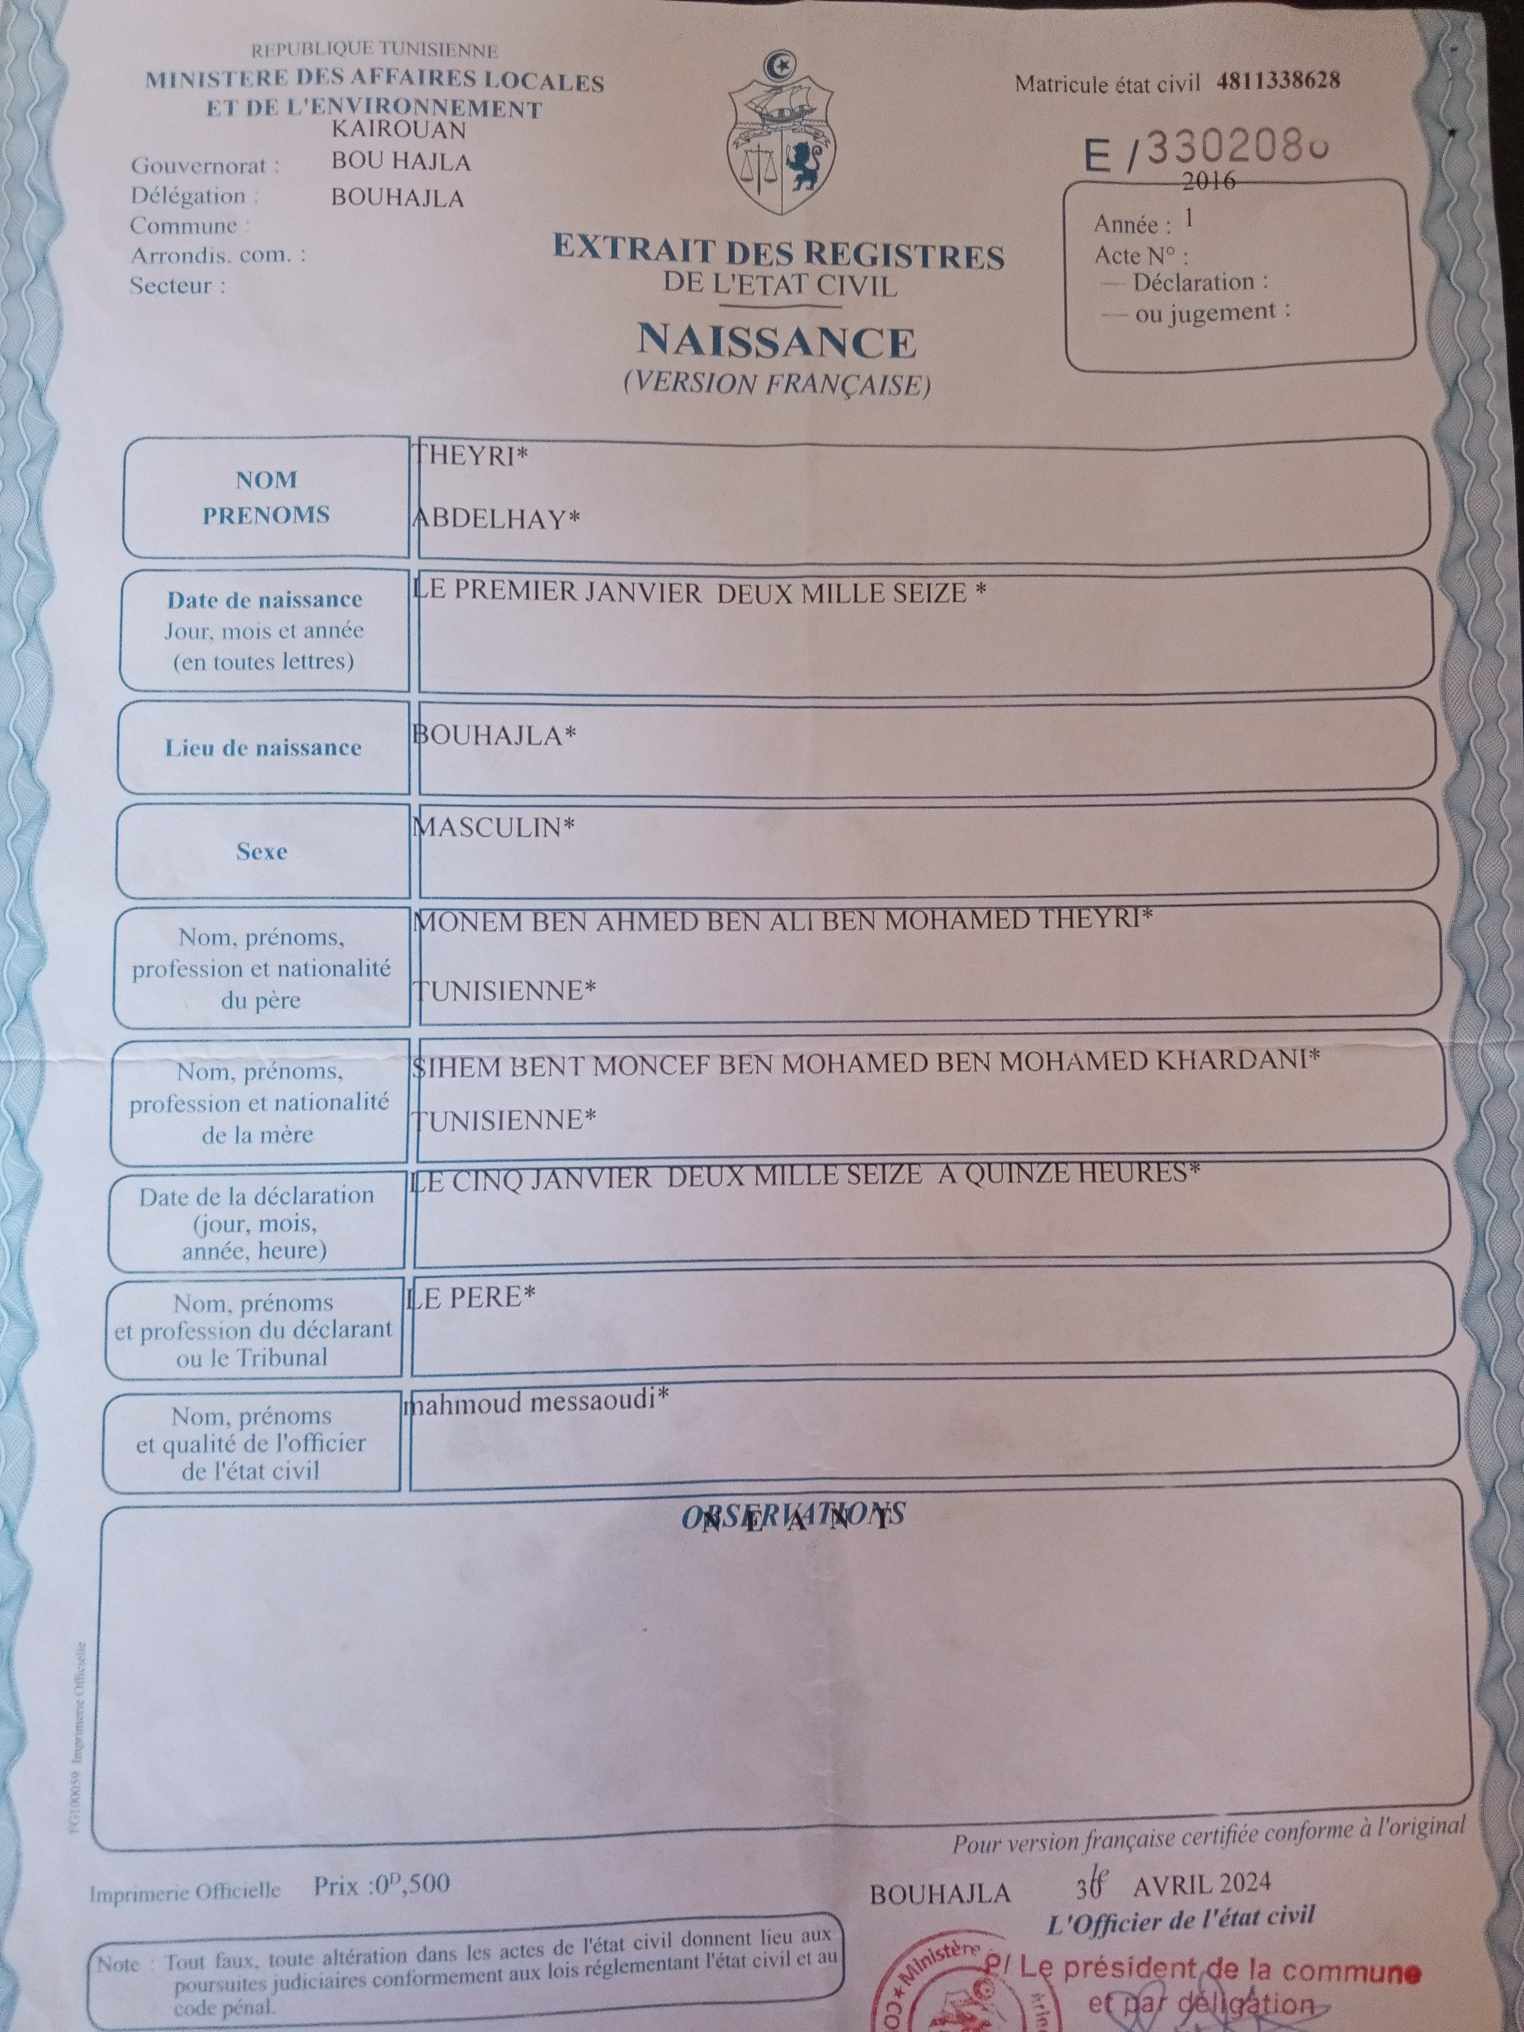 REPUBLIQUE TUNISIENNE
MINISTERE DES AFFAIRES LOCALES
ET DE L'ENVIRONNEMENT
KAIROUAN
Gouvernorat : BOU HAJLA
Délégation : BOUHAJLA
Commune :
Arrondis. com. :
Secteur :
Matricule état civil 4811338628
E / 3302080
2016
Année : 1
Acte N° :
— Déclaration :
— ou jugement :
EXTRAIT DES REGISTRES
DE L'ETAT CIVIL
NAISSANCE
(VERSION FRANÇAISE)
NOM
PRENOMS
THEYRI*
ABDELHAY*
Date de naissance
Jour, mois et année
(en toutes lettres)
LE PREMIER JANVIER DEUX MILLE SEIZE *
Lieu de naissance
BOUHAJLA*
Sexe
MASCULIN*
Nom, prénoms,
profession et nationalité
du père
MONEM BEN AHMED BEN ALI BEN MOHAMED THEYRI*
TUNISIENNE*
Nom, prénoms,
profession et nationalité
de la mère
SIHEM BENT MONCEF BEN MOHAMED BEN MOHAMED KHARDANI*
TUNISIENNE*
Date de la déclaration
(jour, mois,
année, heure)
LE CINQ JANVIER DEUX MILLE SEIZE A QUINZE HEURES*
Nom, prénoms
et profession du déclarant
ou le Tribunal
LE PERE*
Nom, prénoms
et qualité de l'officier
de l'état civil
mahmoud messaoudi*
OBSERVATIONS
N E A N T
PG100059 Imprimerie Officielle
Pour version française certifiée conforme à l'original
Imprimerie Officielle Prix :0D,500
BOUHAJLA le 30 AVRIL 2024
L'Officier de l'état civil
Note : Tout faux, toute altération dans les actes de l'état civil donnent lieu aux
poursuites judiciaires conformement aux lois réglementant l'état civil et au
code pénal.
Ministère
P/ Le président de la commune
et par déligation